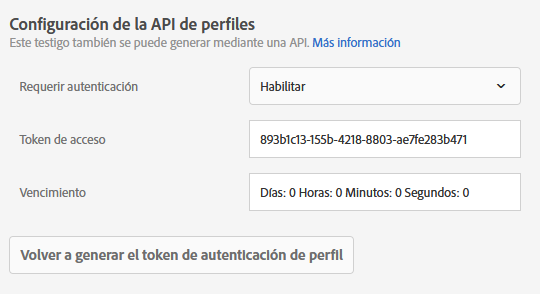 Configuración de la API de perfiles
Este testigo también se puede generar mediante una API. Más información
Requerir autenticación
Habilitar
Token de acceso
893b1c13-155b-4218-8803-ae7fe283b471
Vencimiento
Días: 0 Horas: 0 Minutos: 0 Segundos: 0
Volver a generar el token de autenticación de perfil